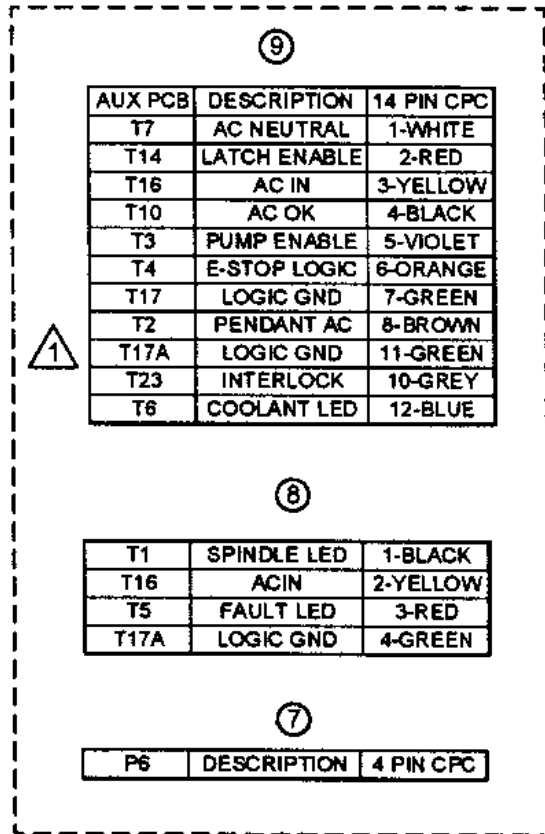 9
AUX PCB DESCRIPTION 14 PIN CPC
T7 AC NEUTRAL 1-WHITE
T14 LATCH ENABLE 2-RED
T16 AC IN 3-YELLOW
T10 AC OK 4-BLACK
T3 PUMP ENABLE 5-VIOLET
T4 E-STOP LOGIC 6-ORANGE
T17 LOGIC GND 7-GREEN
T2 PENDANT AC 8-BROWN
1 T17A LOGIC GND 11-GREEN
T23 INTERLOCK 10-GREY
T6 COOLANT LED 12-BLUE
8
T1 SPINDLE LED 1-BLACK
T16 ACIN 2-YELLOW
T5 FAULT LED 3-RED
T17A LOGIC GND 4-GREEN
7
P6 DESCRIPTION 4 PIN CPC